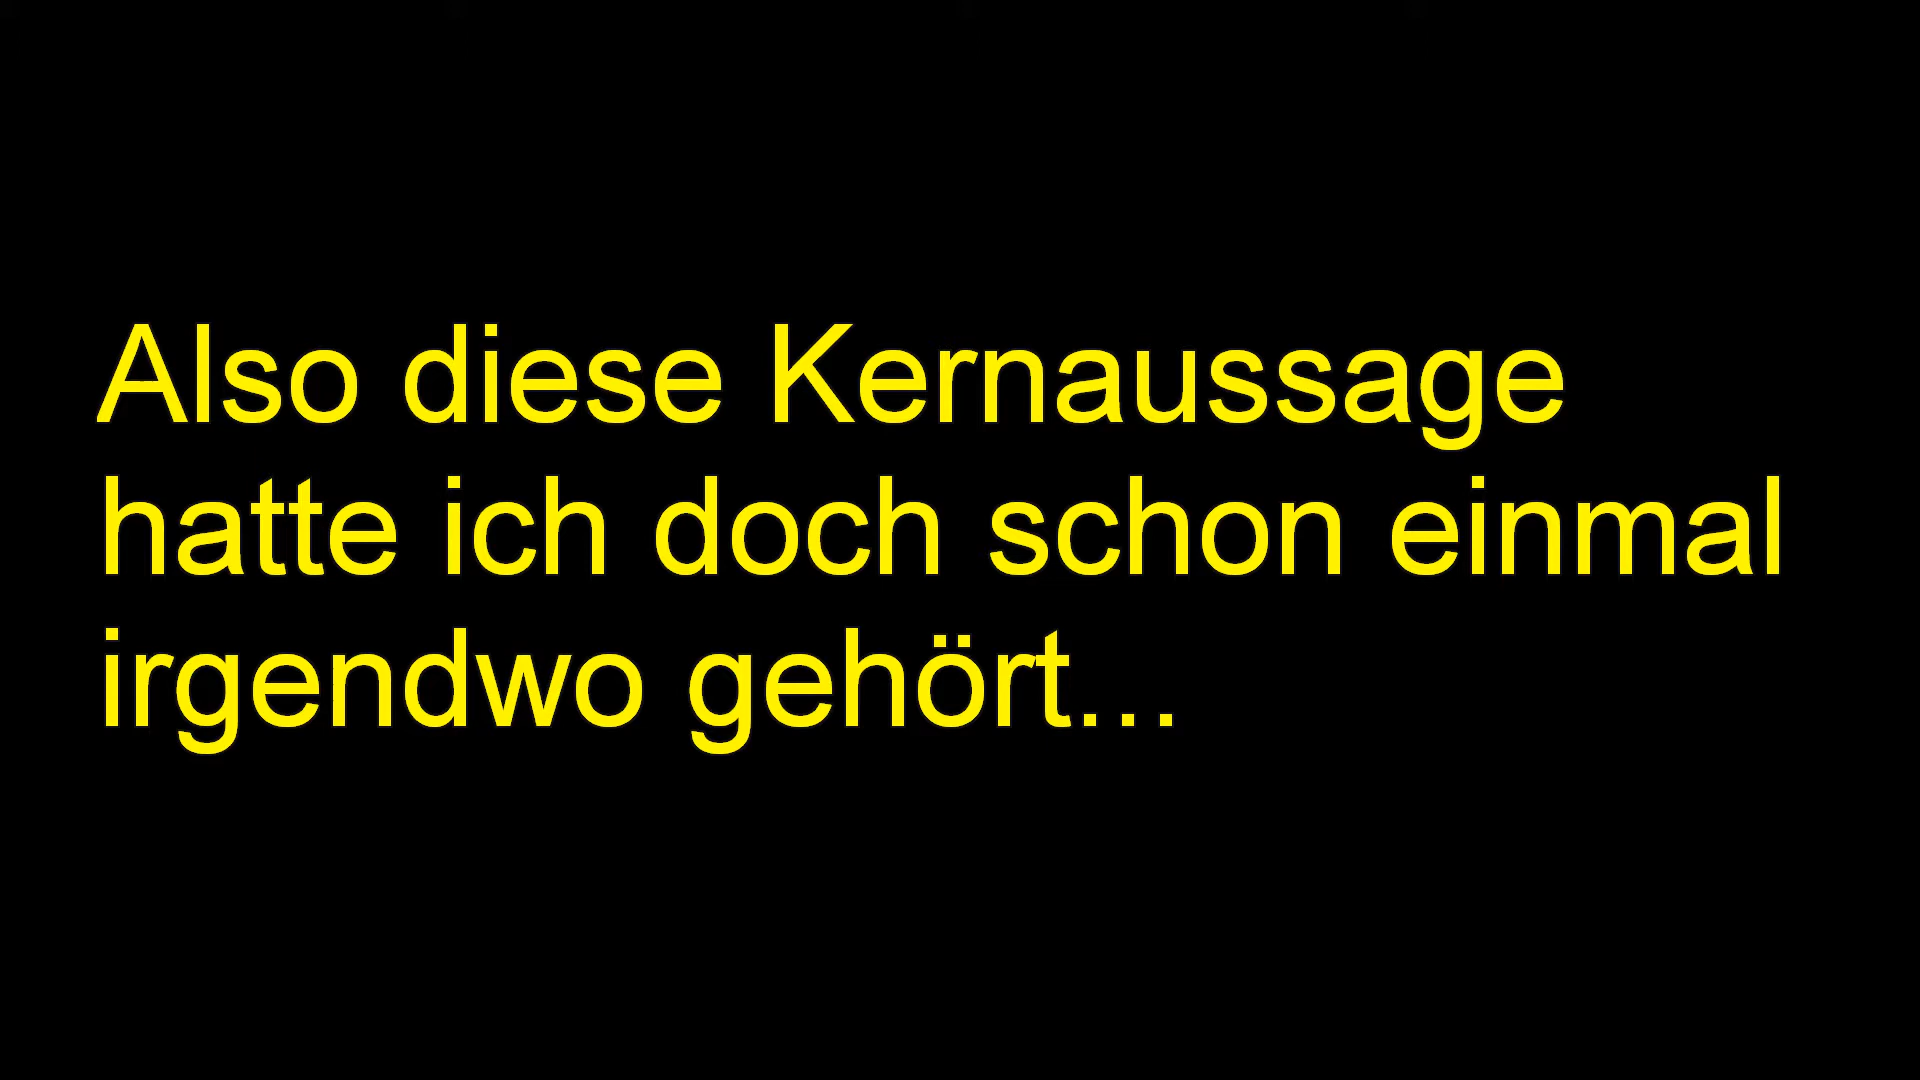 Also diese Kernaussage
hatte ich doch schon einmal
irgendwo gehört...